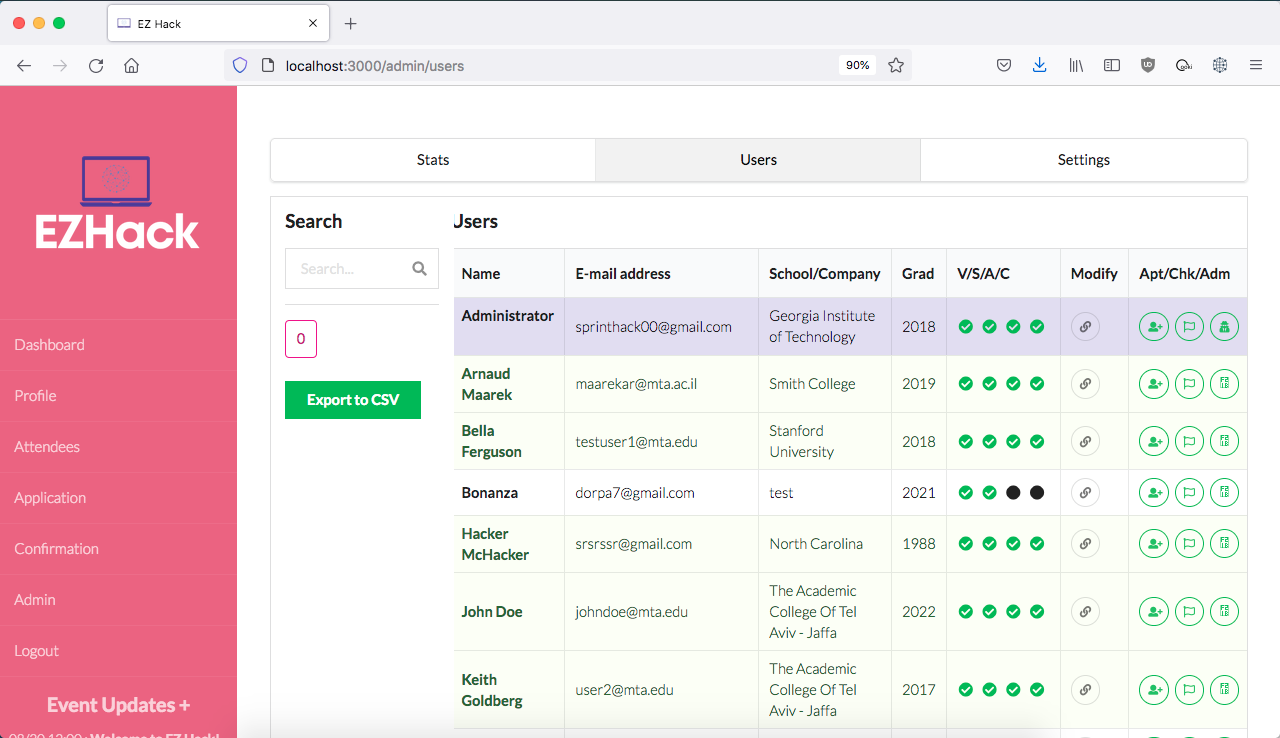 EZ Hack
localhost:3000/admin/users
90%
EZHack
Dashboard
Profile
Attendees
Application
Confirmation
Admin
Logout
Event Updates +
Stats Users Settings
Search
Search...
0
Export to CSV
Users
Name E-mail address School/Company Grad V/S/A/C Modify Apt/Chk/Adm
Administrator sprinthack00@gmail.com Georgia Institute 2018
of Technology
Arnaud maarekar@mta.ac.il Smith College 2019
Maarek
Bella testuser1@mta.edu Stanford 2018
Ferguson University
Bonanza dorpa7@gmail.com test 2021
Hacker srsrssr@gmail.com North Carolina 1988
McHacker
John Doe johndoe@mta.edu The Academic 2022
College Of Tel
Aviv - Jaffa
Keith user2@mta.edu The Academic 2017
Goldberg College Of Tel
Aviv - Jaffa